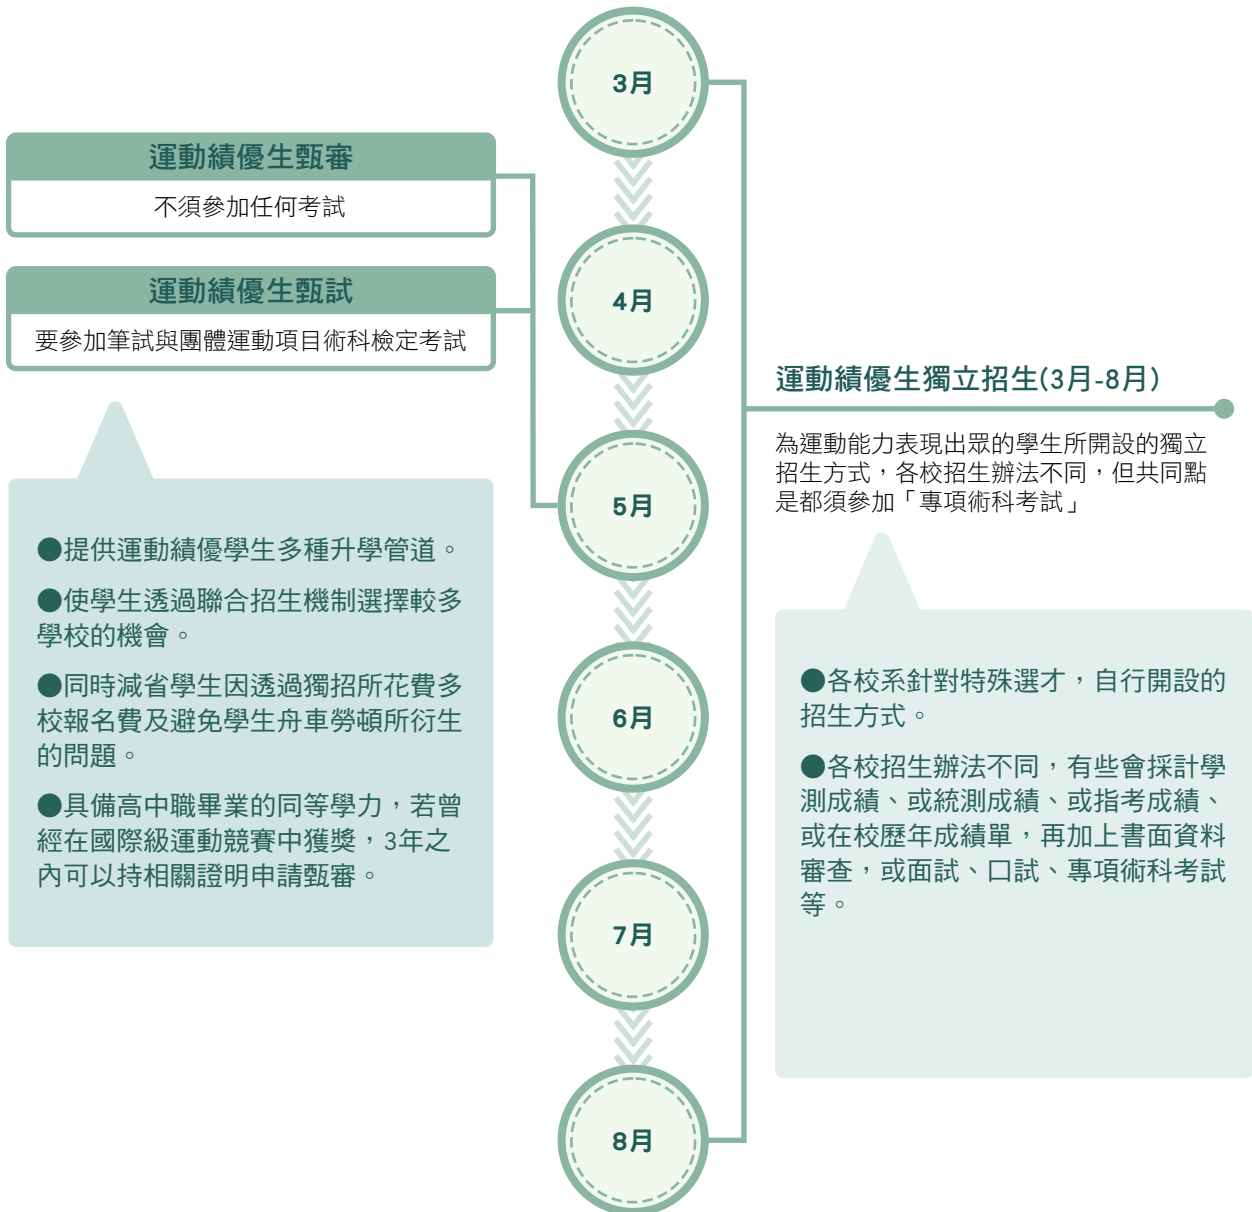 3月
運動績優生甄審
不須參加任何考試
運動績優生甄試
要參加筆試與團體運動項目術科檢定考試
4月
運動績優生獨立招生(3月-8月)
為運動能力表現出眾的學生所開設的獨立
招生方式，各校招生辦法不同，但共同點
是都須參加「專項術科考試」
5月
●提供運動績優學生多種升學管道。
●使學生透過聯合招生機制選擇較多
學校的機會。
●同時減省學生因透過獨招所花費多
校報名費及避免學生舟車勞頓所衍生
的問題。
●具備高中職畢業的同等學力，若曾
經在國際級運動競賽中獲獎，3年之
內可以持相關證明申請甄審。
6月
●各校系針對特殊選才，自行開設的
招生方式。
●各校招生辦法不同，有些會採計學
測成績、或統測成績、或指考成績、
或在校歷年成績單，再加上書面資料
審查，或面試、口試、專項術科考試
等。
7月
8月